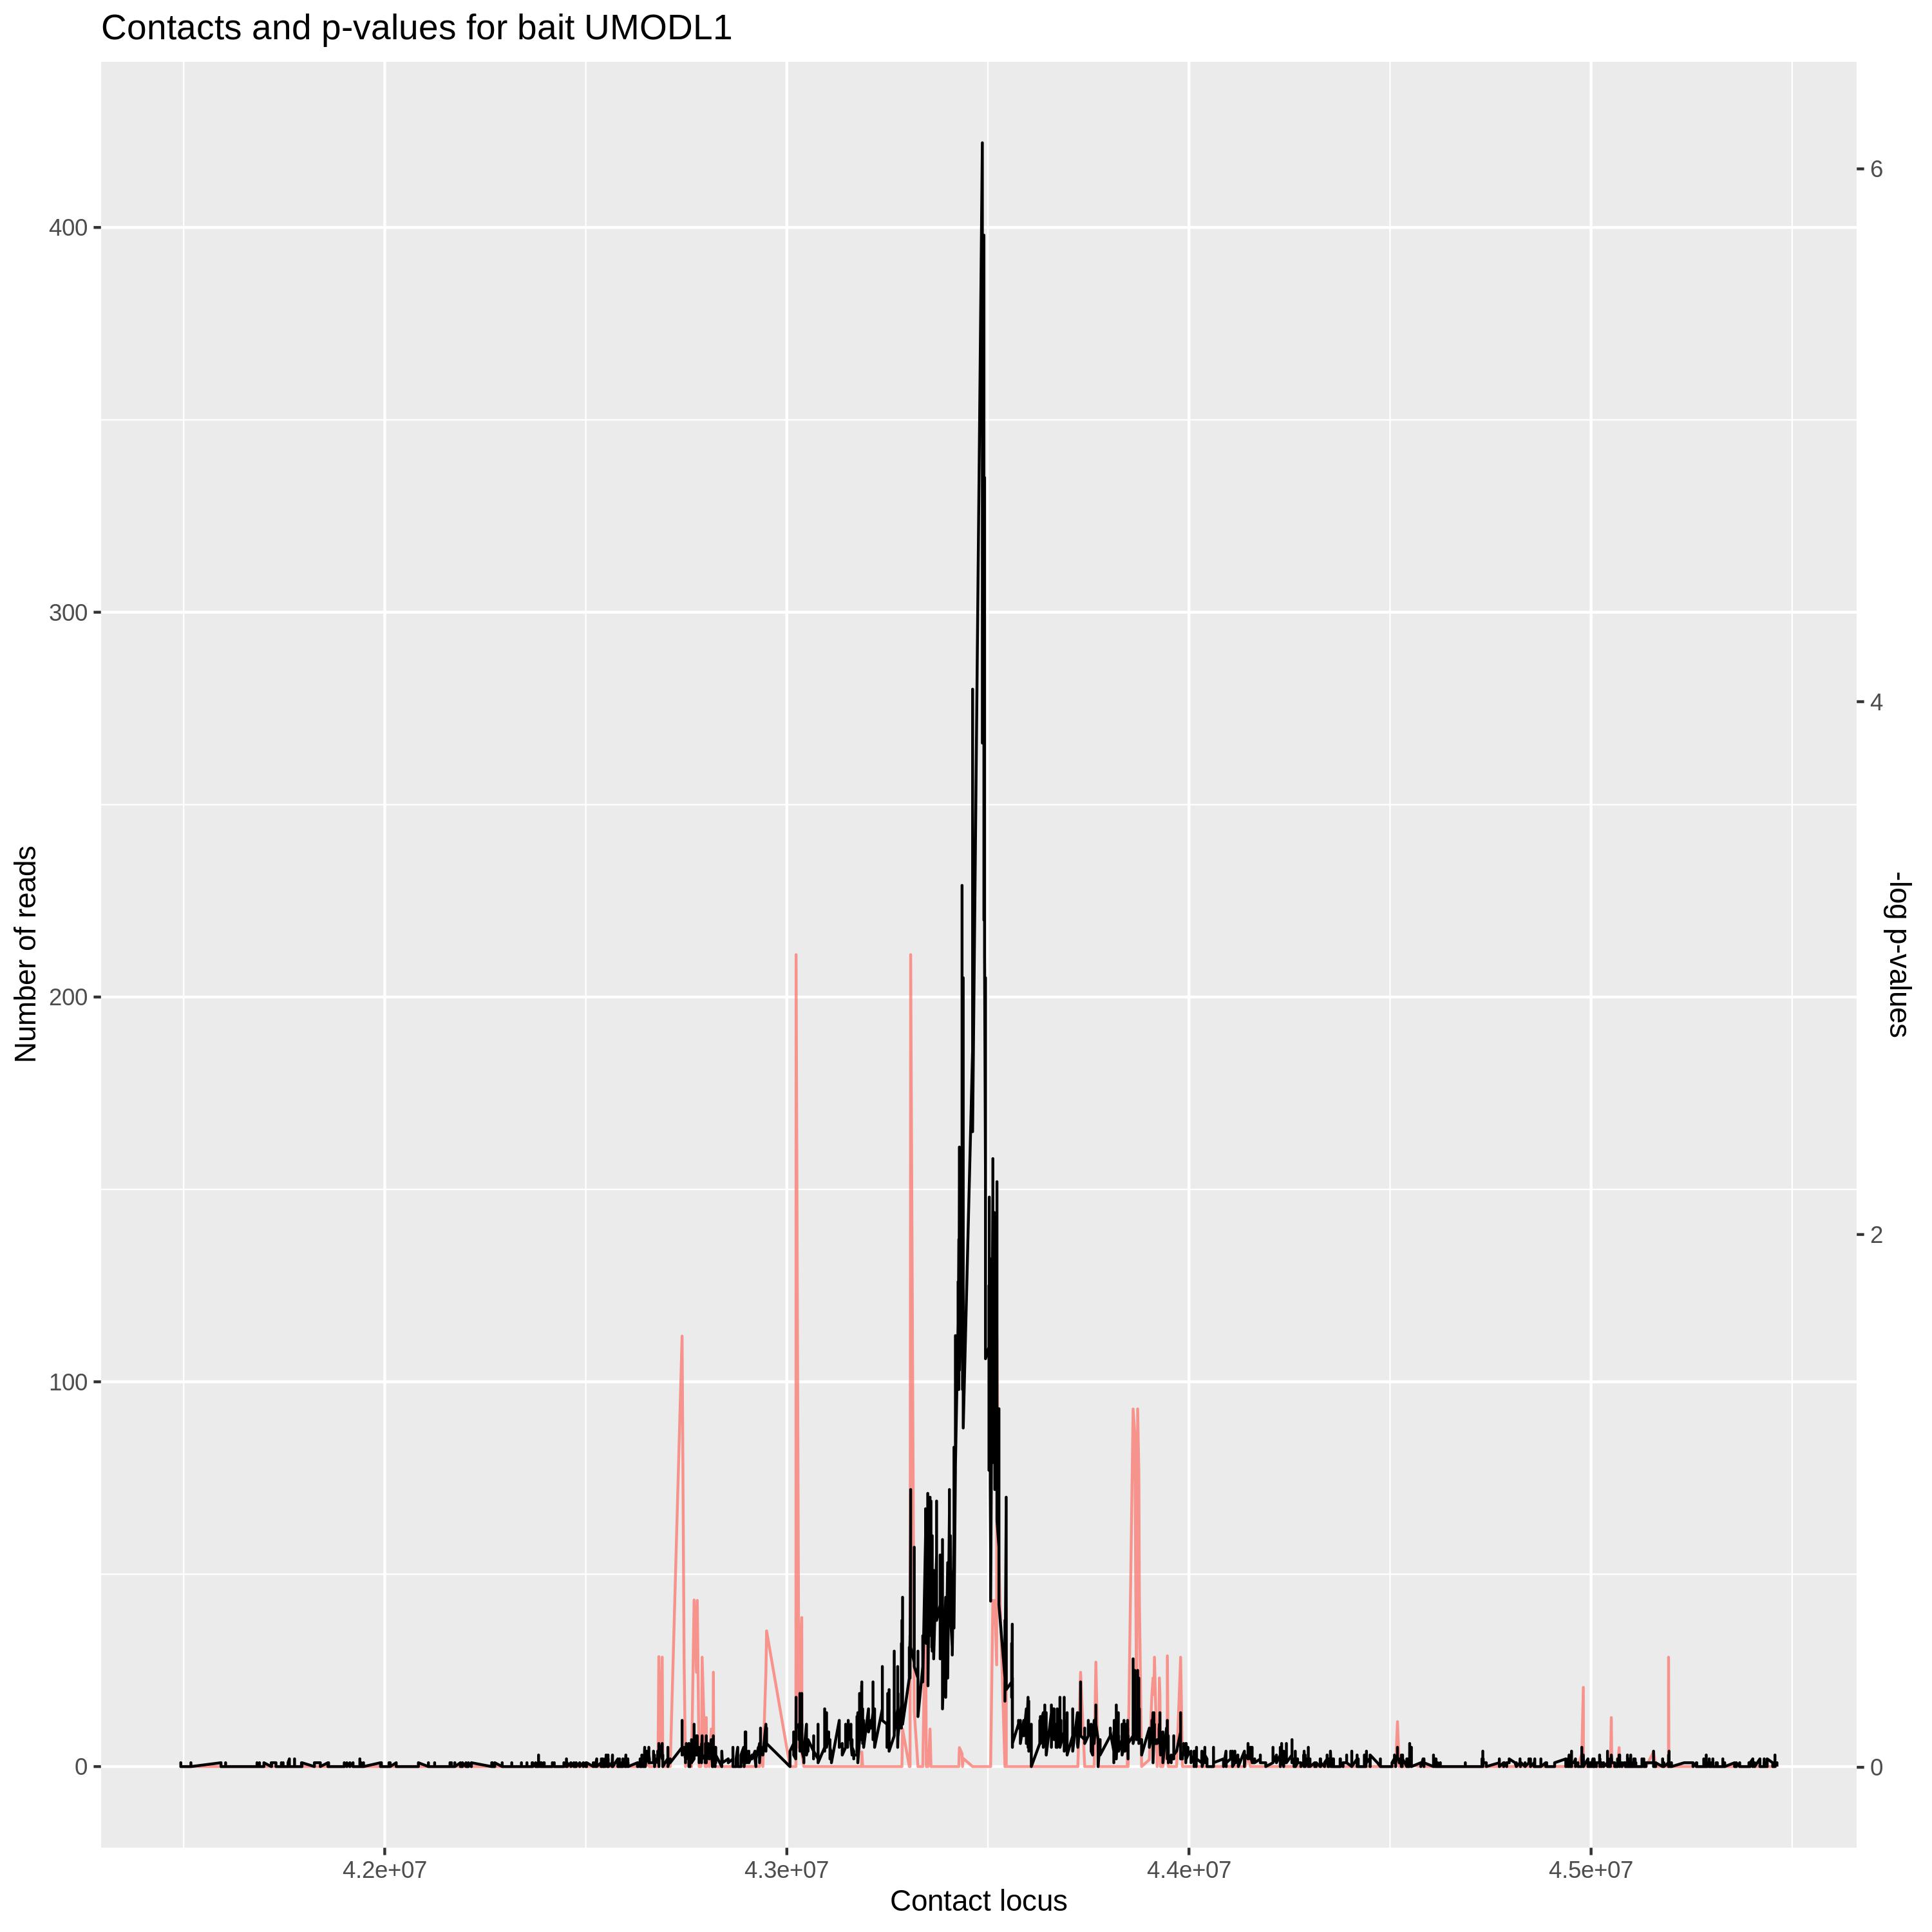 Contacts and p-values for bait UMODL1
Number of reads
400
300
200
100
0
6
4
2
0
-log p-values
4.2e+07
4.3e+07
4.4e+07
4.5e+07
Contact locus